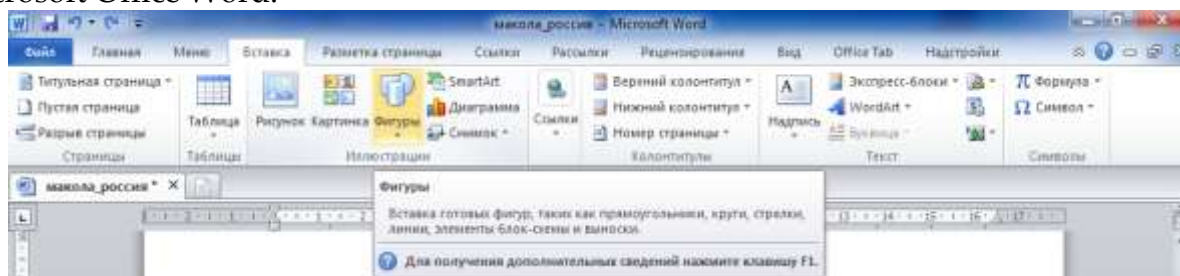 crosoft Office Word.
макола_россия - Microsoft Word
Файл Главная Меню Вставка Разметка страницы Ссылки Рассылки Рецензирование Вид Office Tab Надстройки
Титульная страница
Пустая страница
Разрыв страницы
Страницы
Таблица
Таблицы
Рисунок Картинка Фигуры
SmartArt
Диаграмма
Снимок
Иллюстрации
Ссылки
Верхний колонтитул
Нижний колонтитул
Номер страницы
Колонтитулы
A
Надпись
Экспресс-блоки
WordArt
Буквица
Текст
π Формула
Ω Символ
Символы
макола_россия *
Фигуры
Вставка готовых фигур, таких как прямоугольники, круги, стрелки,
линии, элементы блок-схемы и выноски.
Для получения дополнительных сведений нажмите клавишу F1.